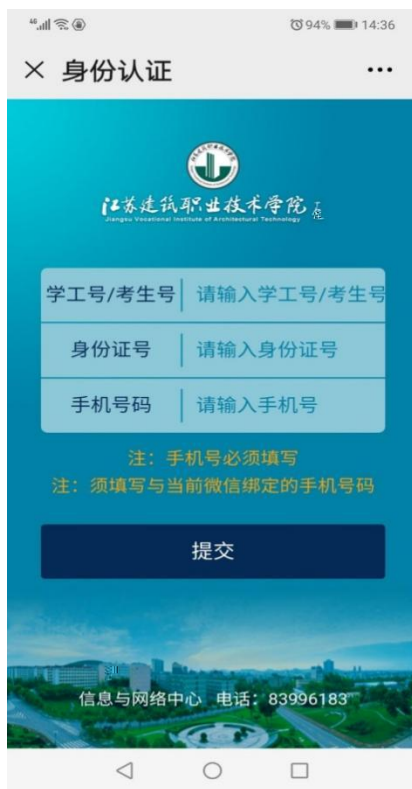 46 94% 14:36
× 身份认证 •••
江苏建筑职业技术学院
Jiangsu Vocational Institute of Architectural Technology
学工号/考生号 请输入学工号/考生号
身份证号 请输入身份证号
手机号码 请输入手机号
注：手机号必须填写
注：须填写与当前微信绑定的手机号码
提交
信息与网络中心 电话：83996183